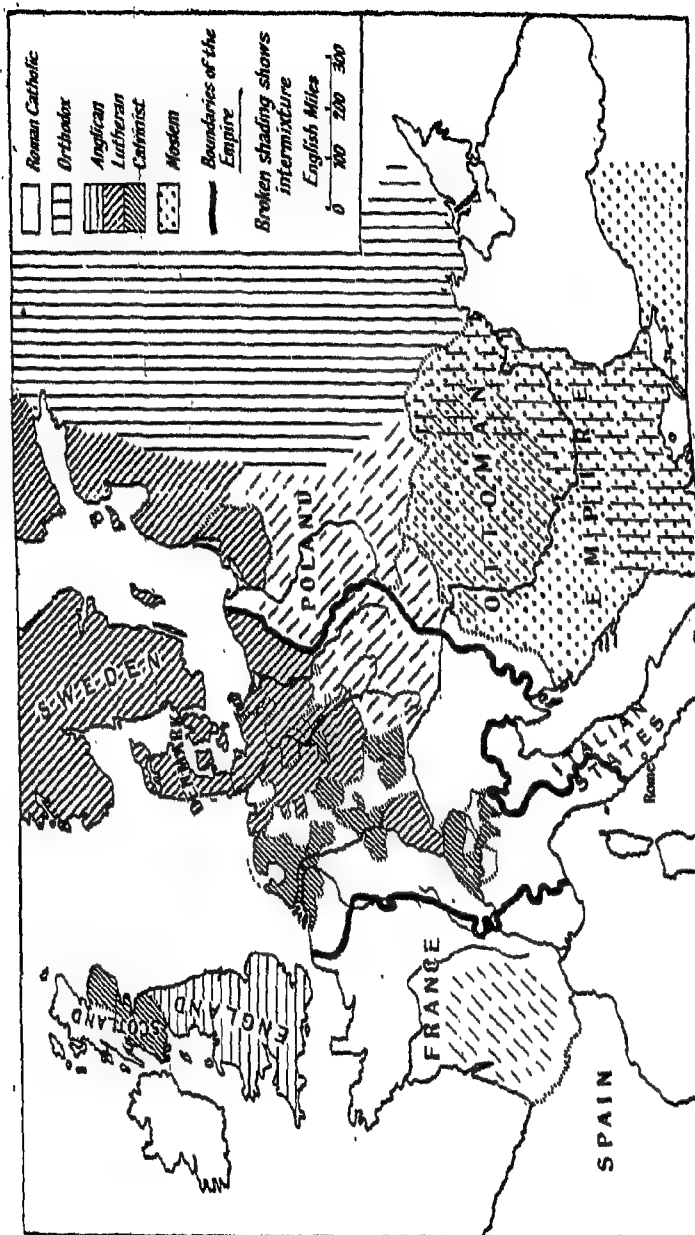 Roman Catholic
Orthodox
Anglican
Lutheran
Calvinist
Moslem
Boundaries of the
Empire
Broken shading shows
intermixture
English Miles
0 100 200 300
SWEDEN
DENMARK
SCOTLAND
ENGLAND
POLAND
OTTOMAN
EMPIRE
FRANCE
ITALIAN
STATES
Rome
SPAIN